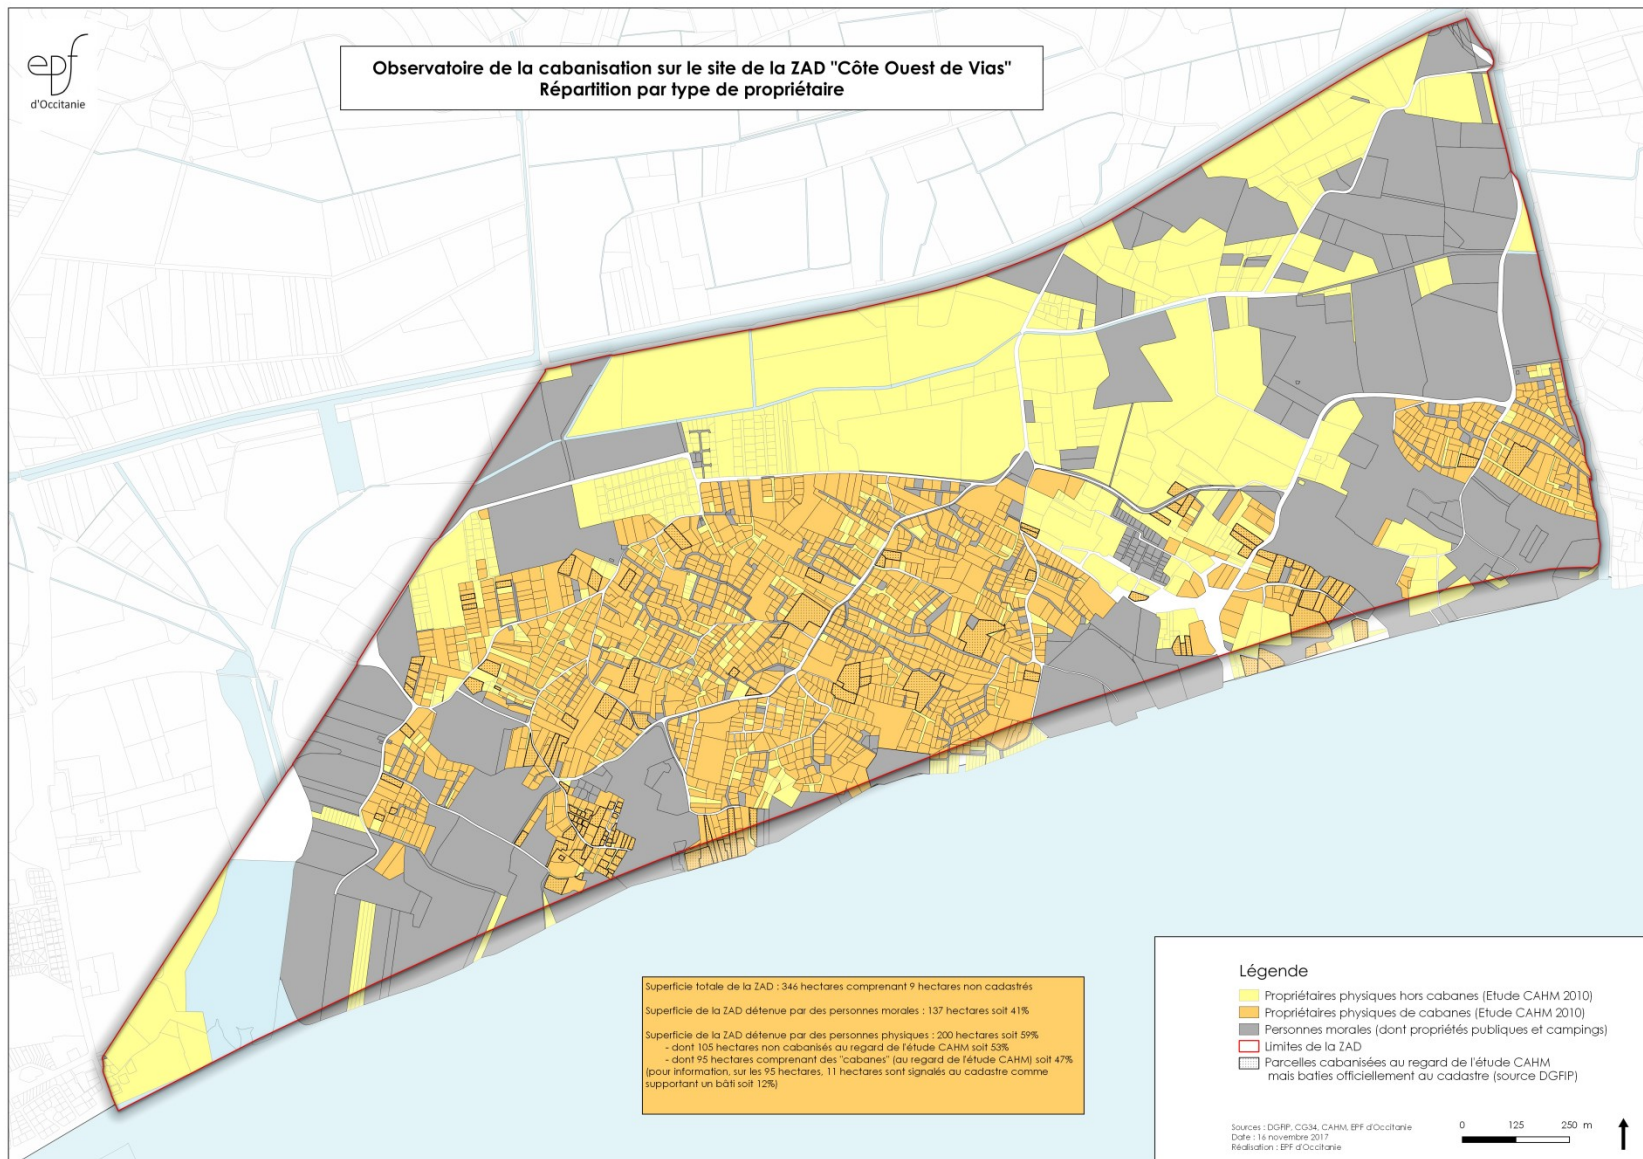 epf
d'Occitanie
Observatoire de la cabanisation sur le site de la ZAD "Côte Ouest de Vias"
Répartition par type de propriétaire
Superficie totale de la ZAD : 346 hectares comprenant 9 hectares non cadastrés
Superficie de la ZAD détenue par des personnes morales : 137 hectares soit 41%
Superficie de la ZAD détenue par des personnes physiques : 200 hectares soit 59%
- dont 105 hectares non cabanisés au regard de l'étude CAHM soit 53%
- dont 95 hectares comprenant des "cabanes" (au regard de l'étude CAHM) soit 47%
(pour information, sur les 95 hectares, 11 hectares sont signalés au cadastre comme
supportant un bâti soit 12%)
Légende
Propriétaires physiques hors cabanes (Etude CAHM 2010)
Propriétaires physiques de cabanes (Etude CAHM 2010)
Personnes morales (dont propriétés publiques et campings)
Limites de la ZAD
Parcelles cabanisées au regard de l'étude CAHM
mais baties officiellement au cadastre (source DGFIP)
Sources : DGFIP, CG34, CAHM, EPF d'Occitanie
Date : 16 novembre 2017
Réalisation : EPF d'Occitanie
0 125 250 m